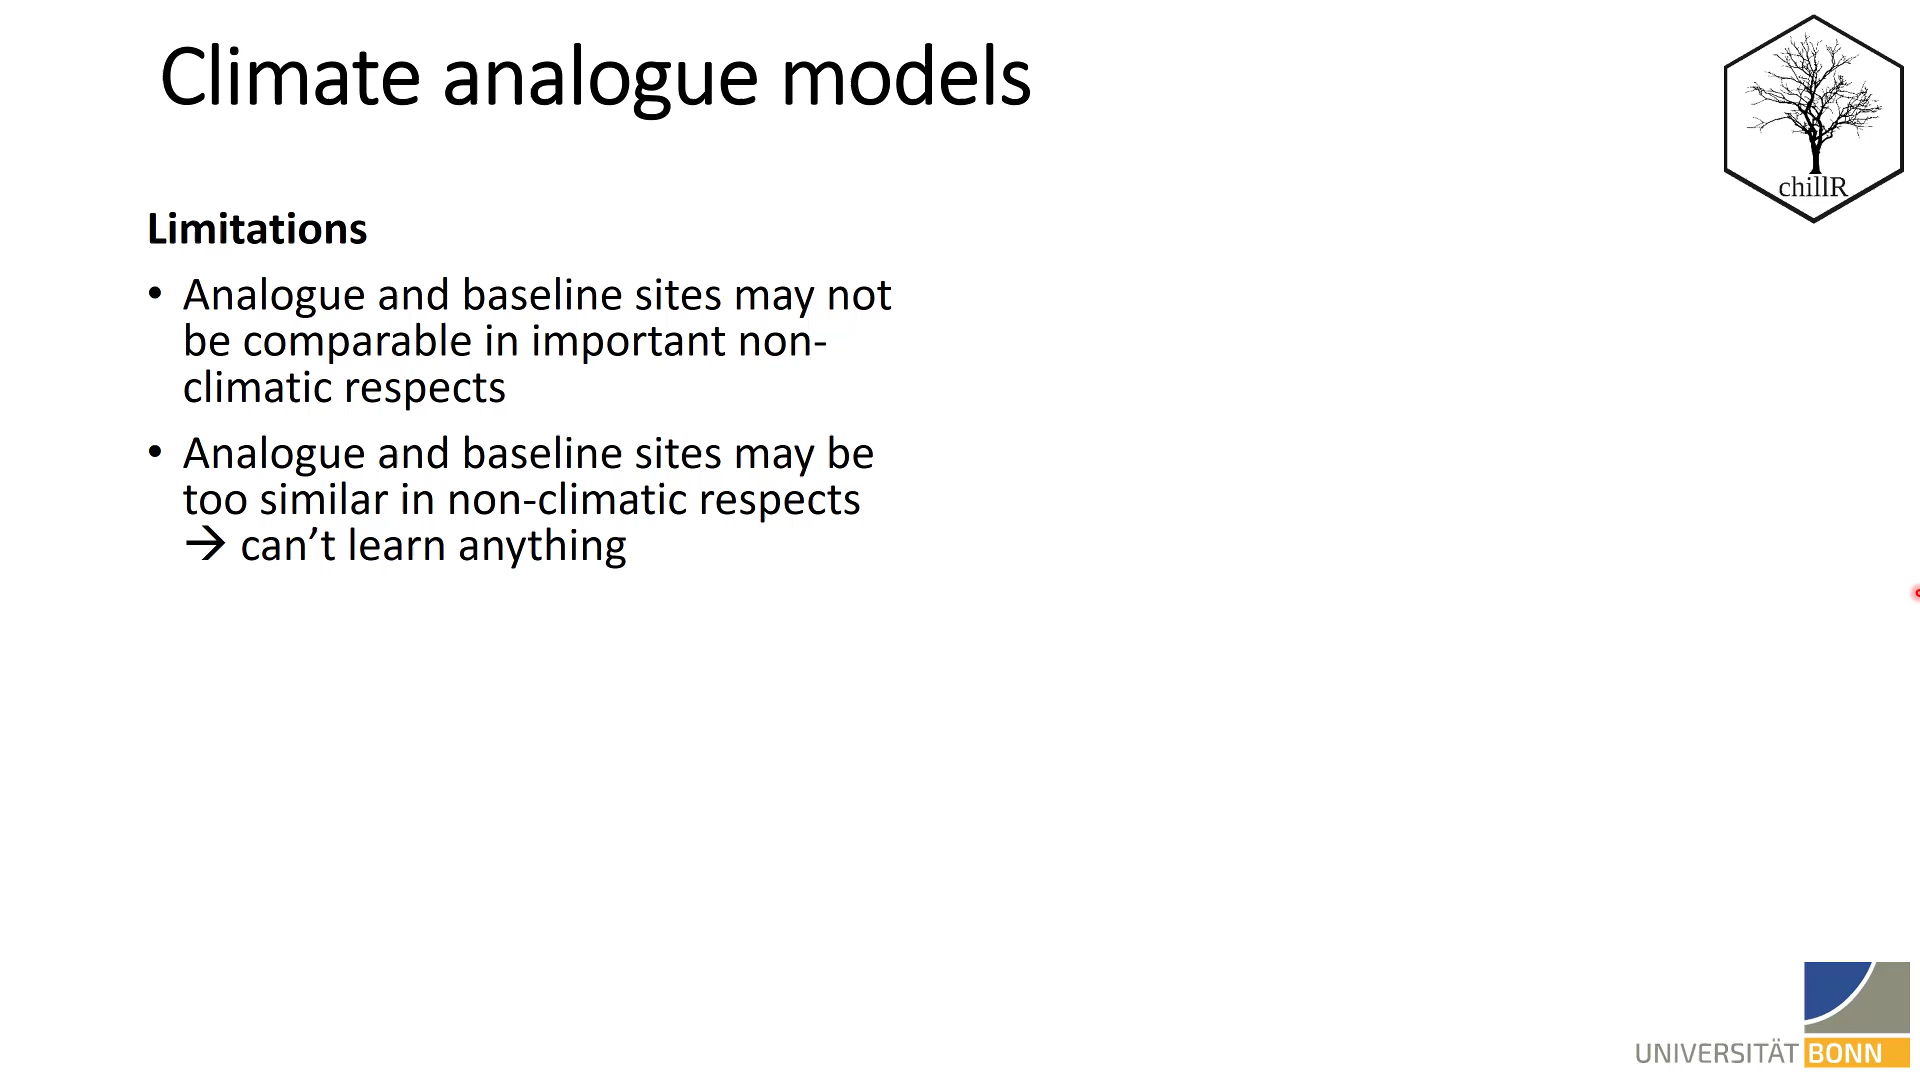 Climate analogue models
chillR
Limitations
• Analogue and baseline sites may not
be comparable in important non-
climatic respects
• Analogue and baseline sites may be
too similar in non-climatic respects
→ can’t learn anything
UNIVERSITÄT BONN